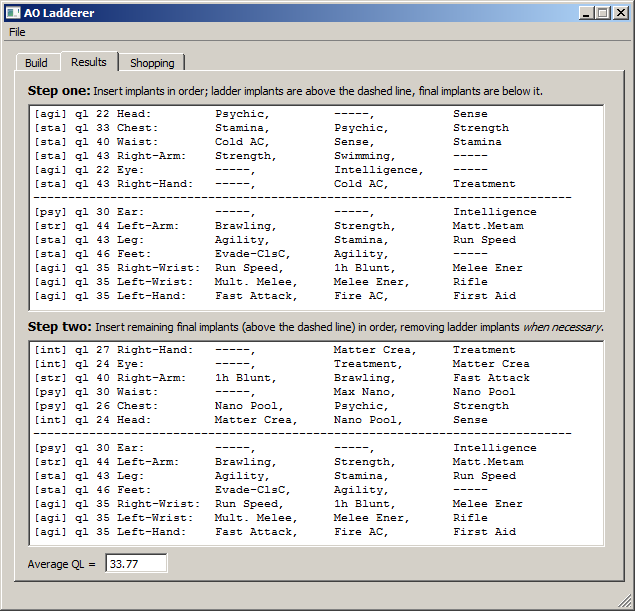 AO Ladderer
File
Build Results Shopping
Step one: Insert implants in order; ladder implants are above the dashed line, final implants are below it.
[agi] ql 22 Head: Psychic, -----, Sense
[sta] ql 33 Chest: Stamina, Psychic, Strength
[sta] ql 40 Waist: Cold AC, Sense, Stamina
[sta] ql 43 Right-Arm: Strength, Swimming, -----
[agi] ql 22 Eye: -----, Intelligence, -----
[sta] ql 43 Right-Hand: -----, Cold AC, Treatment
--------------------------------------------------------------------------------
[psy] ql 30 Ear: -----, -----, Intelligence
[str] ql 44 Left-Arm: Brawling, Strength, Matt.Metam
[sta] ql 43 Leg: Agility, Stamina, Run Speed
[sta] ql 46 Feet: Evade-ClsC, Agility, -----
[agi] ql 35 Right-Wrist: Run Speed, 1h Blunt, Melee Ener
[agi] ql 35 Left-Wrist: Mult. Melee, Melee Ener, Rifle
[agi] ql 35 Left-Hand: Fast Attack, Fire AC, First Aid
Step two: Insert remaining final implants (above the dashed line) in order, removing ladder implants when necessary.
[int] ql 27 Right-Hand: -----, Matter Crea, Treatment
[int] ql 24 Eye: -----, Treatment, Matter Crea
[str] ql 40 Right-Arm: 1h Blunt, Brawling, Fast Attack
[psy] ql 30 Waist: -----, Max Nano, Nano Pool
[psy] ql 26 Chest: Nano Pool, Psychic, Strength
[int] ql 24 Head: Matter Crea, Nano Pool, Sense
--------------------------------------------------------------------------------
[psy] ql 30 Ear: -----, -----, Intelligence
[str] ql 44 Left-Arm: Brawling, Strength, Matt.Metam
[sta] ql 43 Leg: Agility, Stamina, Run Speed
[sta] ql 46 Feet: Evade-ClsC, Agility, -----
[agi] ql 35 Right-Wrist: Run Speed, 1h Blunt, Melee Ener
[agi] ql 35 Left-Wrist: Mult. Melee, Melee Ener, Rifle
[agi] ql 35 Left-Hand: Fast Attack, Fire AC, First Aid
Average QL = 33.77